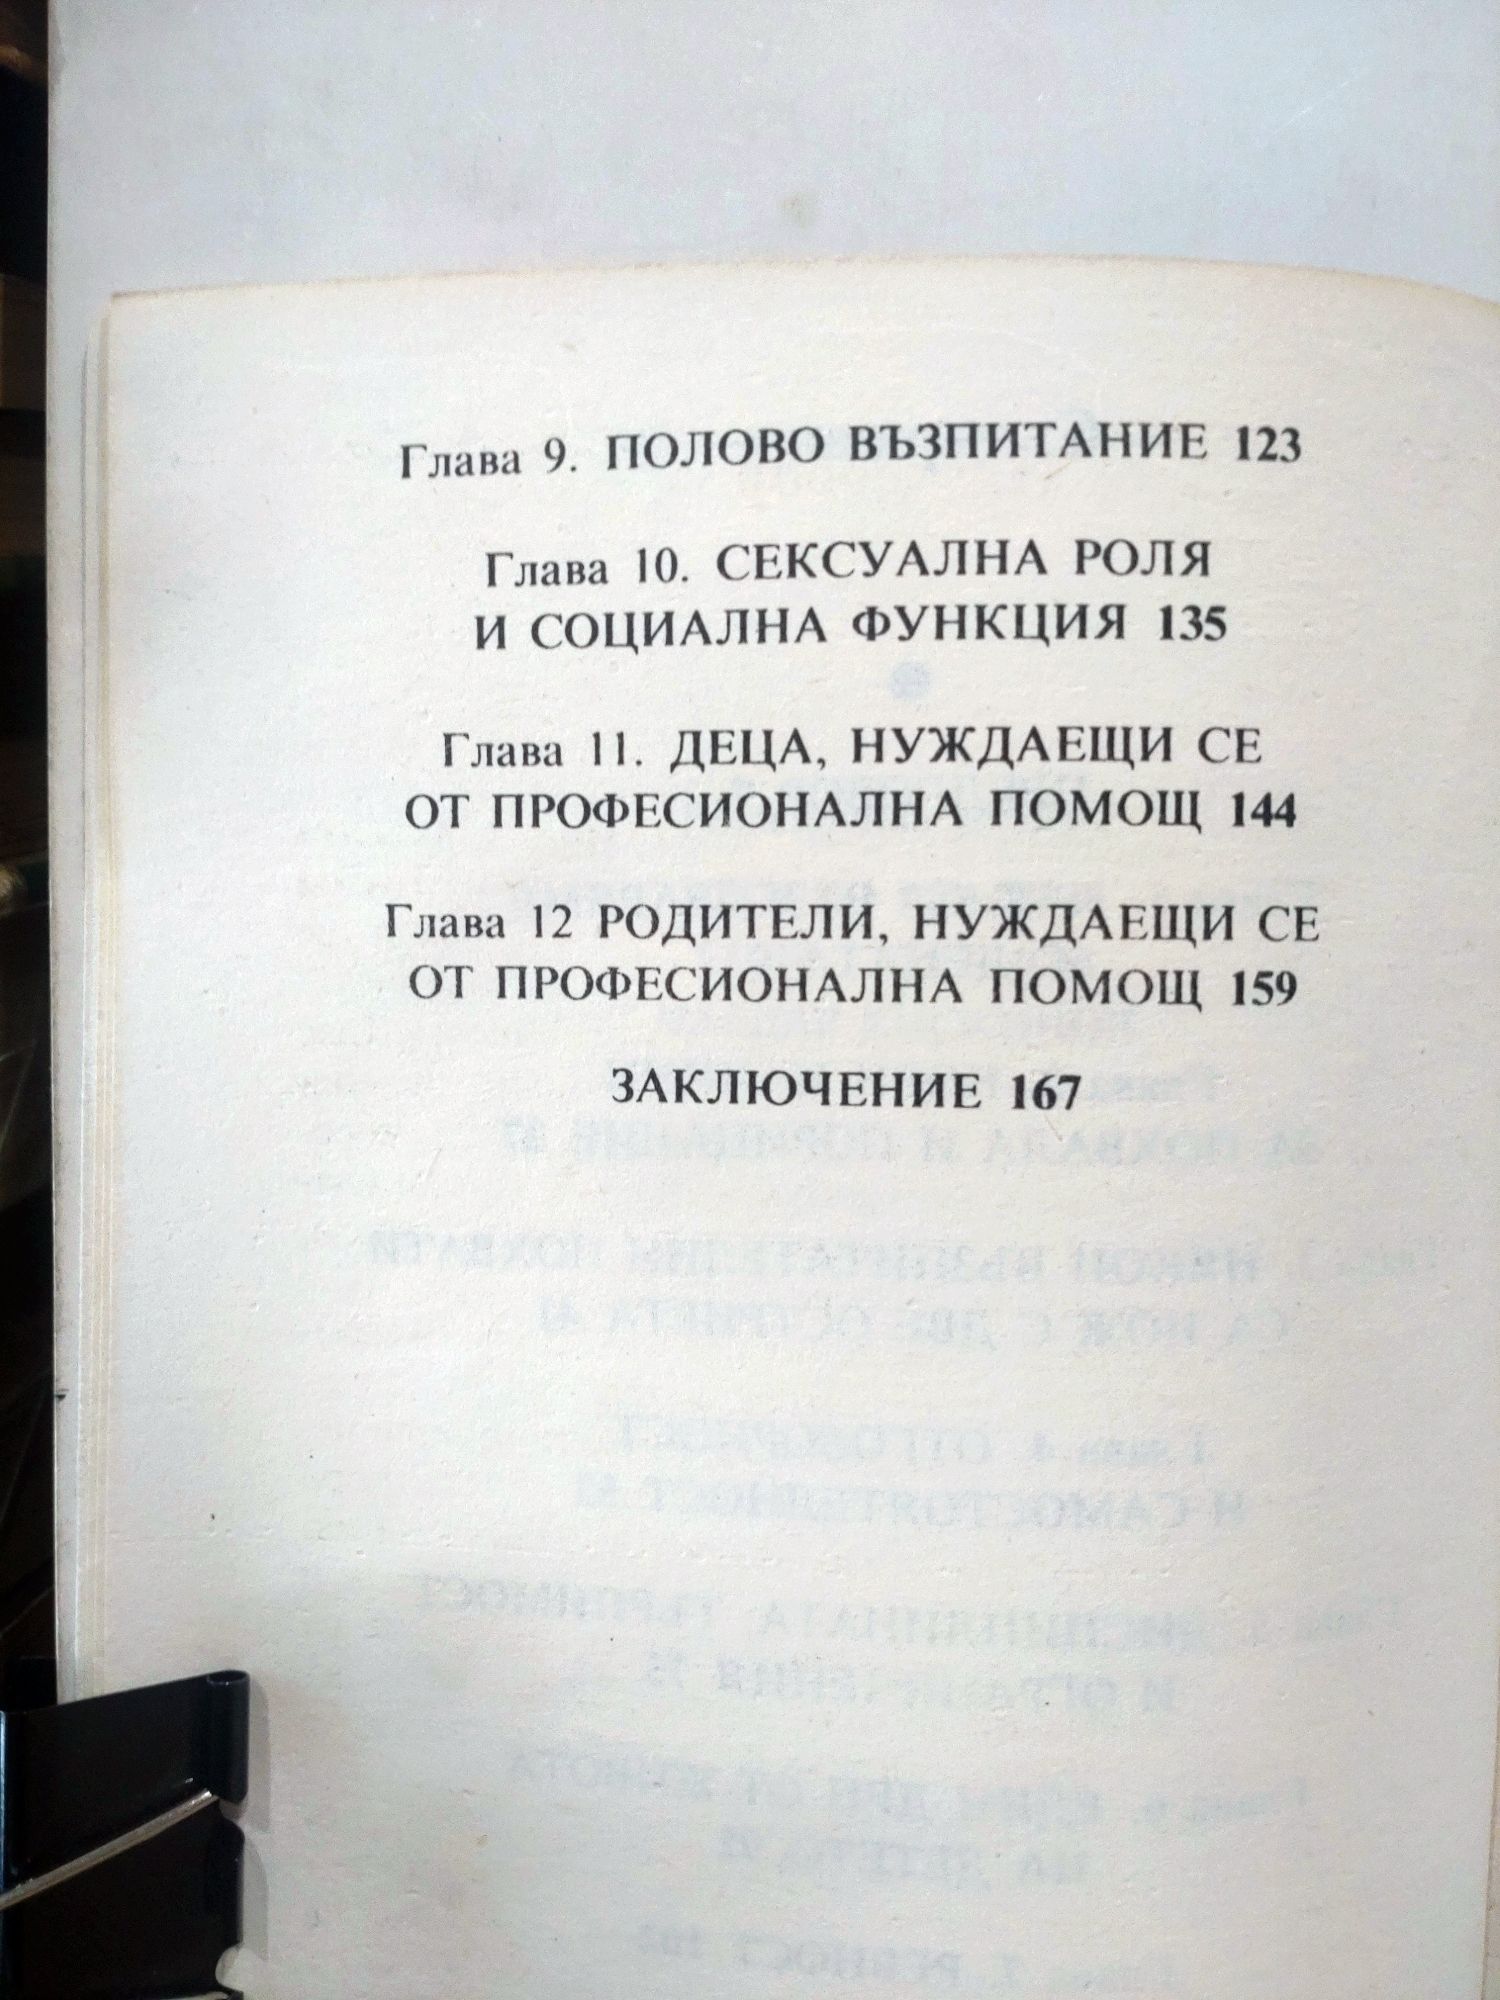 Глава 9. ПОЛОВО ВЪЗПИТАНИЕ 123
Глава 10. СЕКСУАЛНА РОЛЯ
И СОЦИАЛНА ФУНКЦИЯ 135
Глава 11. ДЕЦА, НУЖДАЕЩИ СЕ
ОТ ПРОФЕСИОНАЛНА ПОМОЩ 144
Глава 12 РОДИТЕЛИ, НУЖДАЕЩИ СЕ
ОТ ПРОФЕСИОНАЛНА ПОМОЩ 159
ЗАКЛЮЧЕНИЕ 167